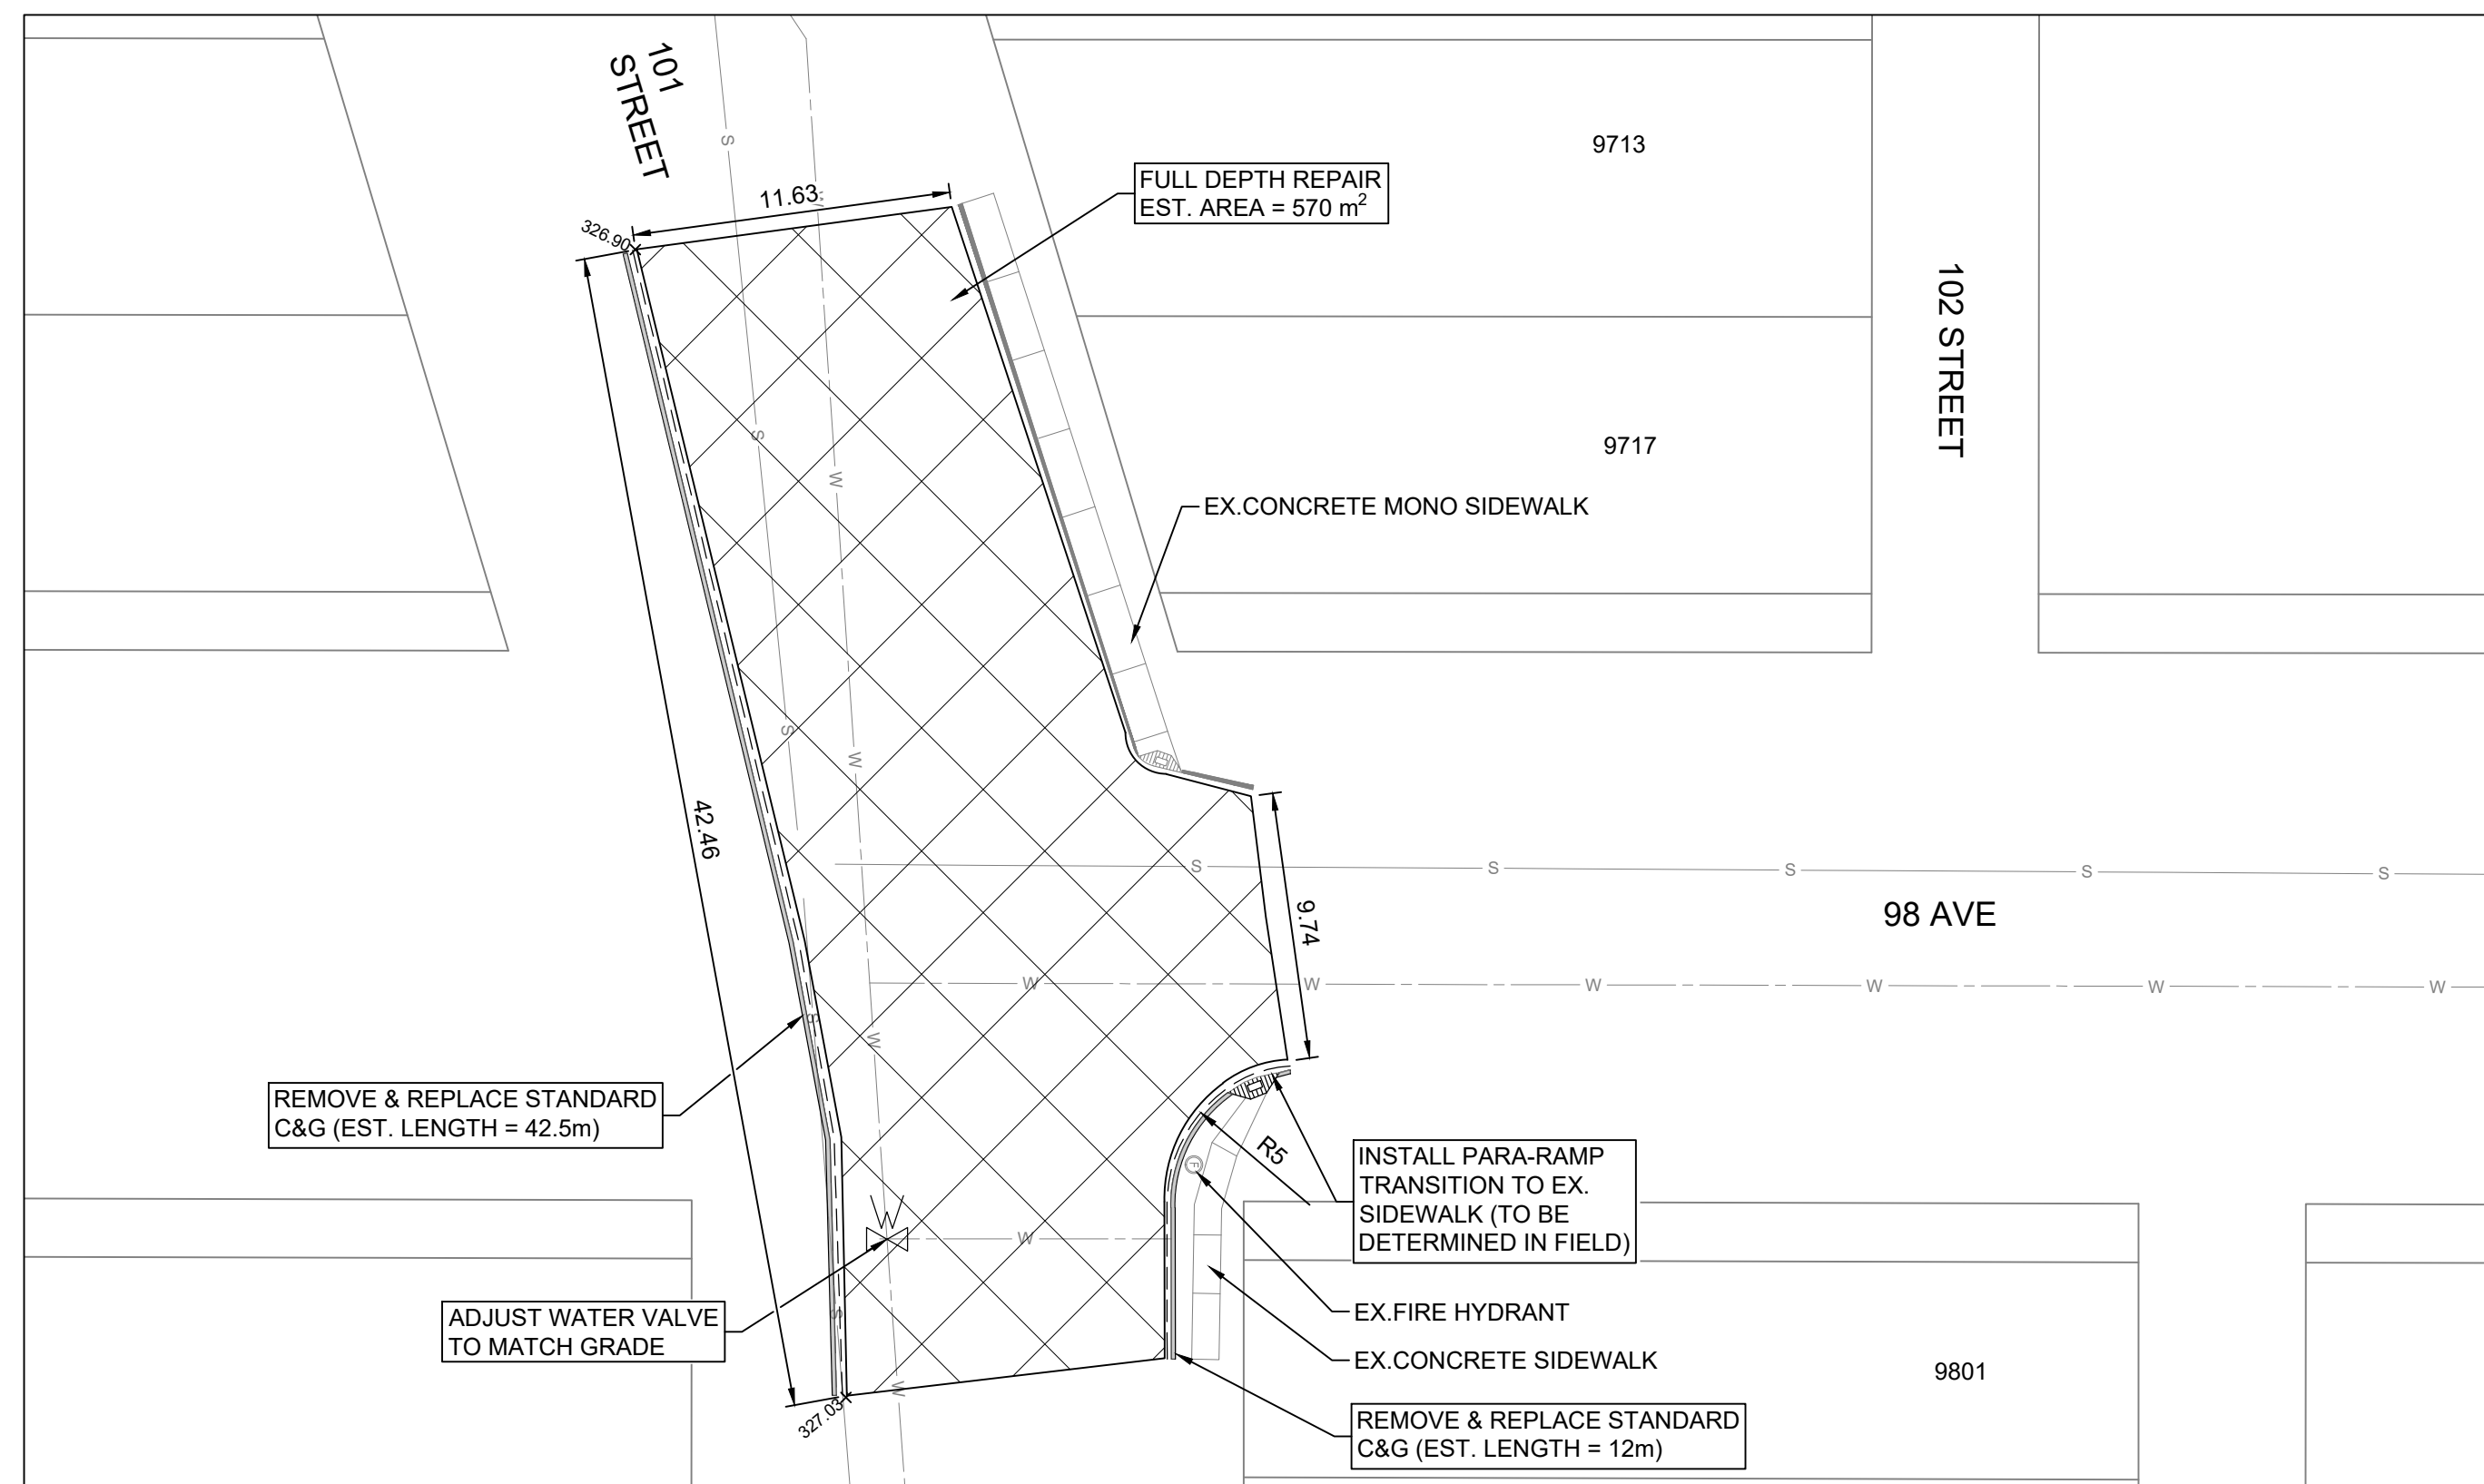 101
STREET
9713
FULL DEPTH REPAIR
EST. AREA = 570 m²
11.63
326.90
102 STREET
9717
EX.CONCRETE MONO SIDEWALK
S
W
S
W
S
W
42.46
S S S S S
9.74
98 AVE
W W W W W W
S
W
REMOVE & REPLACE STANDARD
C&G (EST. LENGTH = 42.5m)
R5
F
INSTALL PARA-RAMP
TRANSITION TO EX.
SIDEWALK (TO BE
DETERMINED IN FIELD)
W
W
ADJUST WATER VALVE
TO MATCH GRADE
S
EX.FIRE HYDRANT
EX.CONCRETE SIDEWALK
9801
W
327.03
REMOVE & REPLACE STANDARD
C&G (EST. LENGTH = 12m)